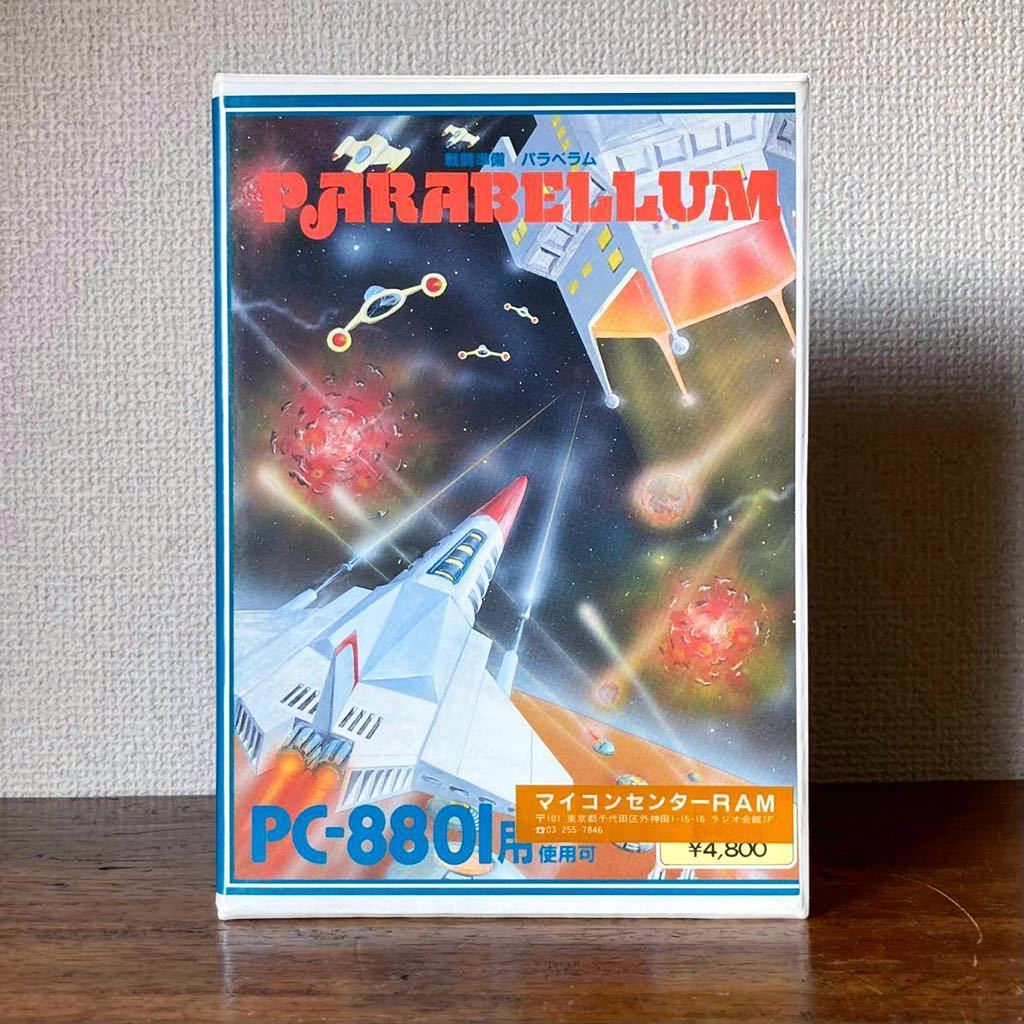 戦闘準備 パラベラム
PARABELLUM
PC-8801用 使用可
マイコンセンターRAM
〒101 東京都千代田区外神田1-15-16 ラジオ会館7F
☎03-255-7846
¥4,800